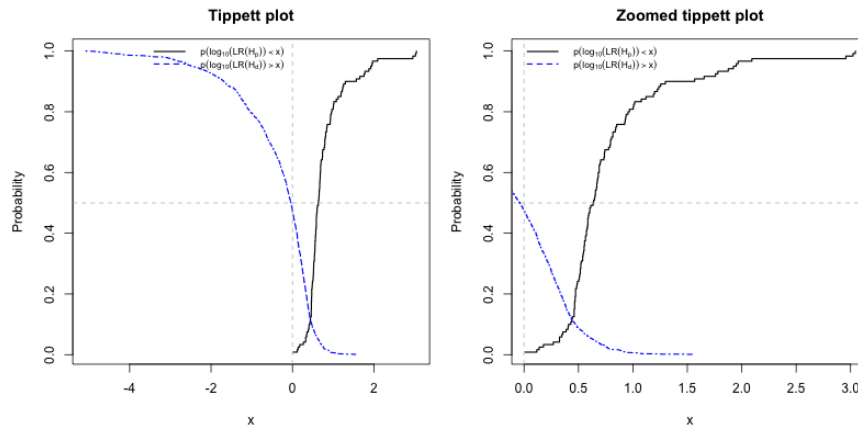 Tippett plot
p(log₁₀(LR(Hₚ)) < x)
p(log₁₀(LR(H_d)) > x)
Probability
1.0
0.8
0.6
0.4
0.2
0.0
-4
-2
0
2
x
Zoomed tippett plot
p(log₁₀(LR(Hₚ)) < x)
p(log₁₀(LR(H_d)) > x)
Probability
1.0
0.8
0.6
0.4
0.2
0.0
0.0
0.5
1.0
1.5
2.0
2.5
3.0
x